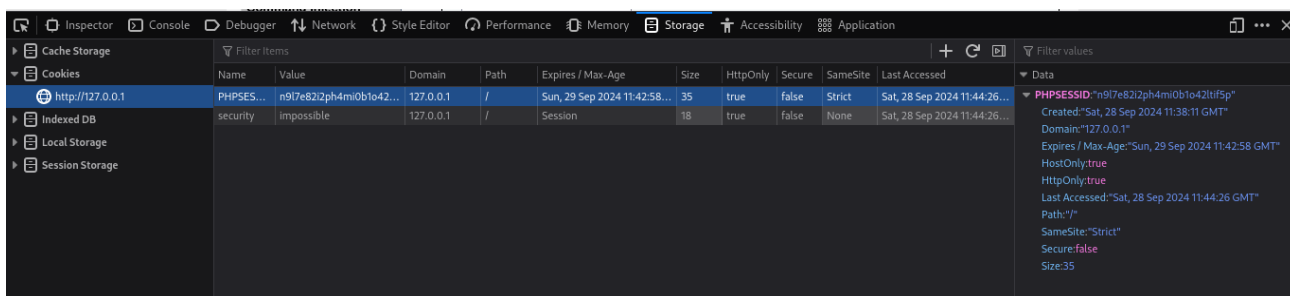 Inspector Console Debugger Network Style Editor Performance Memory Storage Accessibility Application
Cache Storage
Cookies
http://127.0.0.1
Indexed DB
Local Storage
Session Storage
Filter Items
Name Value Domain Path Expires / Max-Age Size HttpOnly Secure SameSite Last Accessed
PHPSES... n9l7e82i2ph4mi0b1o42... 127.0.0.1 / Sun, 29 Sep 2024 11:42:58... 35 true false Strict Sat, 28 Sep 2024 11:44:26...
security impossible 127.0.0.1 / Session 18 true false None Sat, 28 Sep 2024 11:44:26...
Filter values
Data
PHPSESSID:"n9l7e82i2ph4mi0b1o42ltif5p"
Created:"Sat, 28 Sep 2024 11:38:11 GMT"
Domain:"127.0.0.1"
Expires / Max-Age:"Sun, 29 Sep 2024 11:42:58 GMT"
HostOnly:true
HttpOnly:true
Last Accessed:"Sat, 28 Sep 2024 11:44:26 GMT"
Path:"/"
SameSite:"Strict"
Secure:false
Size:35